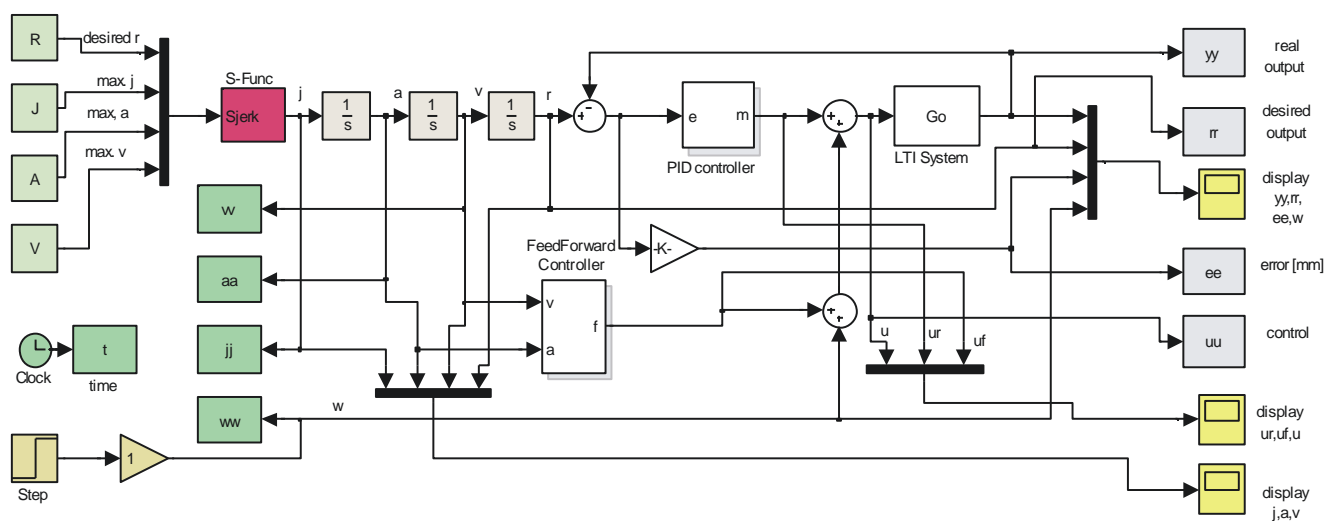 R
desired r
J
max. j
A
max, a
V
max. v
S-Func
Sjerk
j
1
s
a
1
s
v
1
s
r
e
m
PID controller
Go
LTI System
yy
real
output
rr
desired
output
display
yy,rr,
ee,w
-K-
ee
error [mm]
uu
control
vv
aa
jj
ww
FeedForward
Controller
v
a
f
u
ur
uf
t
Clock
time
w
1
Step
display
ur,uf,u
display
j,a,v